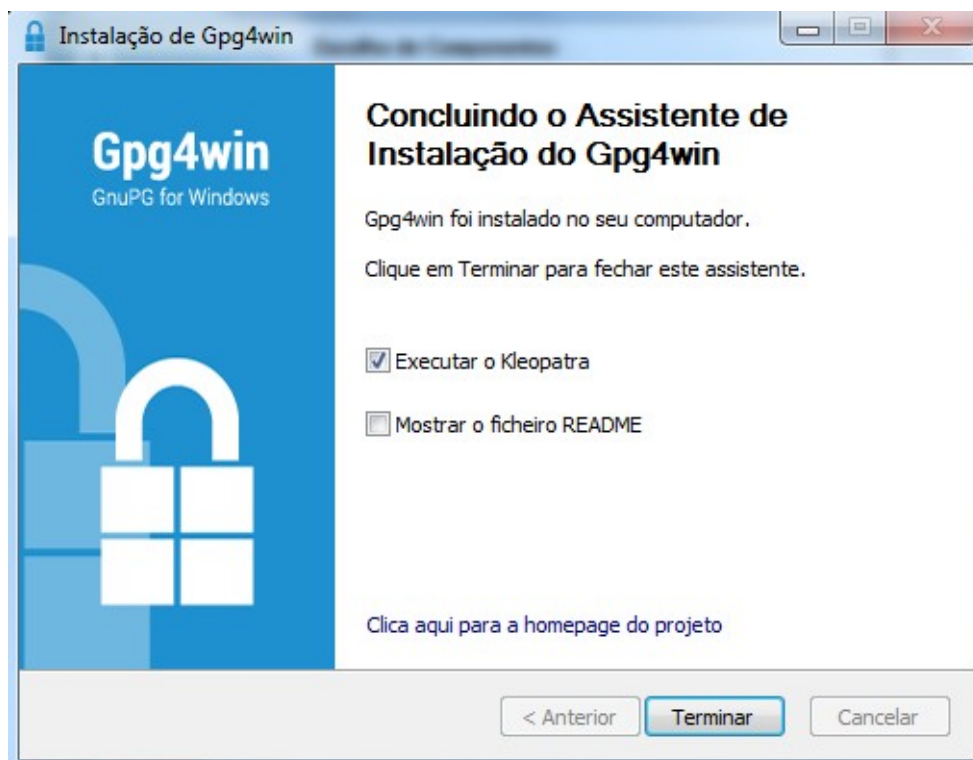 Instalação de Gpg4win
Gpg4win
GnuPG for Windows
Concluindo o Assistente de
Instalação do Gpg4win
Gpg4win foi instalado no seu computador.
Clique em Terminar para fechar este assistente.
Executar o Kleopatra
Mostrar o ficheiro README
Clica aqui para a homepage do projeto
< Anterior
Terminar
Cancelar